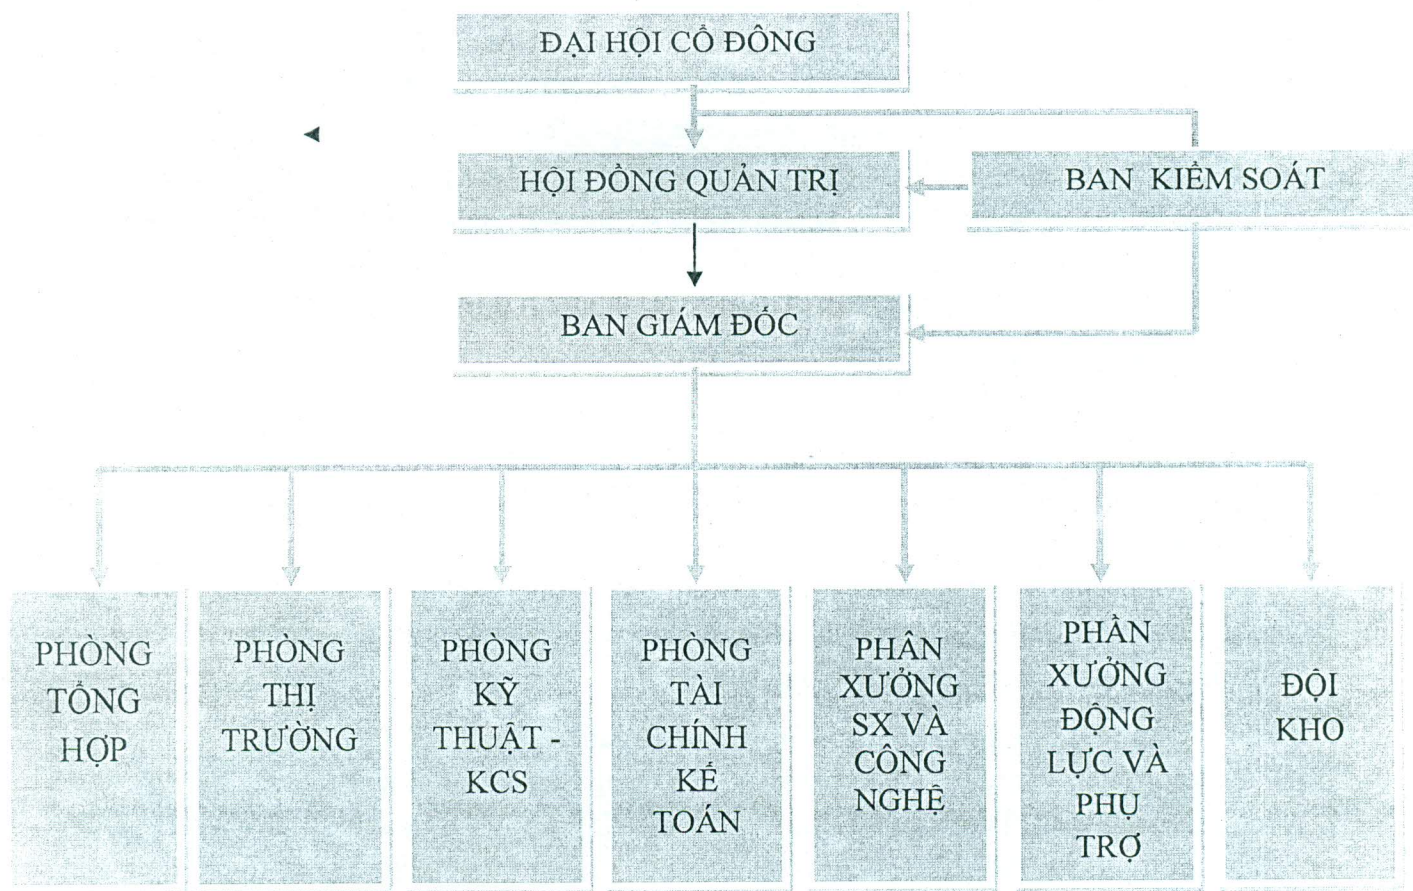 ĐẠI HỘI CỔ ĐÔNG
HỘI ĐỒNG QUẢN TRỊ
BAN KIỂM SOÁT
BAN GIÁM ĐỐC
PHÒNG
TỔNG
HỢP
PHÒNG
THỊ
TRƯỜNG
PHÒNG
KỸ
THUẬT -
KCS
PHÒNG
TÀI
CHÍNH
KẾ
TOÁN
PHÂN
XƯỞNG
SX VÀ
CÔNG
NGHỆ
PHẦN
XƯỞNG
ĐỘNG
LỰC VÀ
PHỤ
TRỢ
ĐỘI
KHO